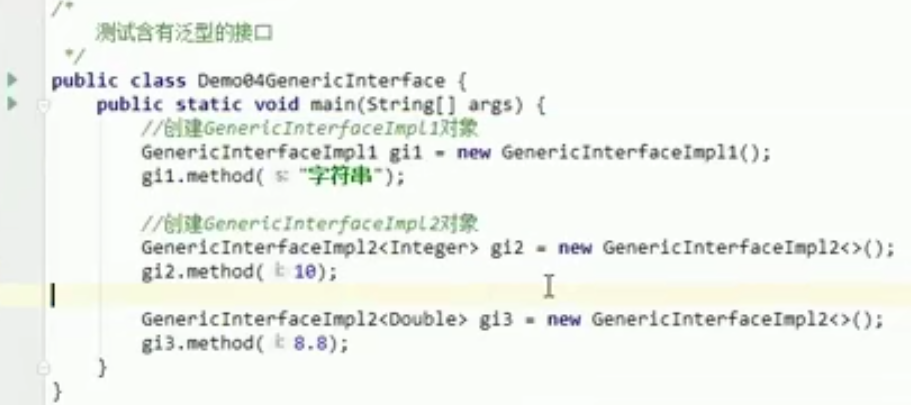 /*
测试含有泛型的接口
*/
public class Demo04GenericInterface {
public static void main(String[] args) {
//创建GenericInterfaceImpl1对象
GenericInterfaceImpl1 gi1 = new GenericInterfaceImpl1();
gi1.method( s: "字符串");
//创建GenericInterfaceImpl2对象
GenericInterfaceImpl2<Integer> gi2 = new GenericInterfaceImpl2<>();
gi2.method( i: 10);
GenericInterfaceImpl2<Double> gi3 = new GenericInterfaceImpl2<>();
gi3.method( i: 8.8);
}
}